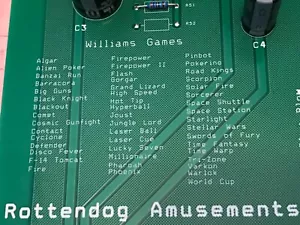 R51
R52
C3
C4
Williams Games
Algar
Alien Poker
Banzai Run
Barracora
Big Guns
Black Knight
Blackout
Comet
Cosmic Gunfight
Contact
Cyclone
Defender
Disco Fever
F-14 Tomcat
Fire
Firepower
Firepower II
Flash
Gorgar
Grand Lizard
High Speed
Hot Tip
Hyperball
Joust
Jungle Lord
Laser Ball
Laser Cue
Lucky Seven
Millionaire
Pharaoh
Phoenix
Pinbot
Pokerino
Road Kings
Scorpion
Solar Fire
Sorcerer
Space Shuttle
Space Station
Starlight
Stellar Wars
Swords of Fury
Time Fantasy
Time Warp
Tri-Zone
Varkon
Warlok
World Cup
Rottendog Amusements